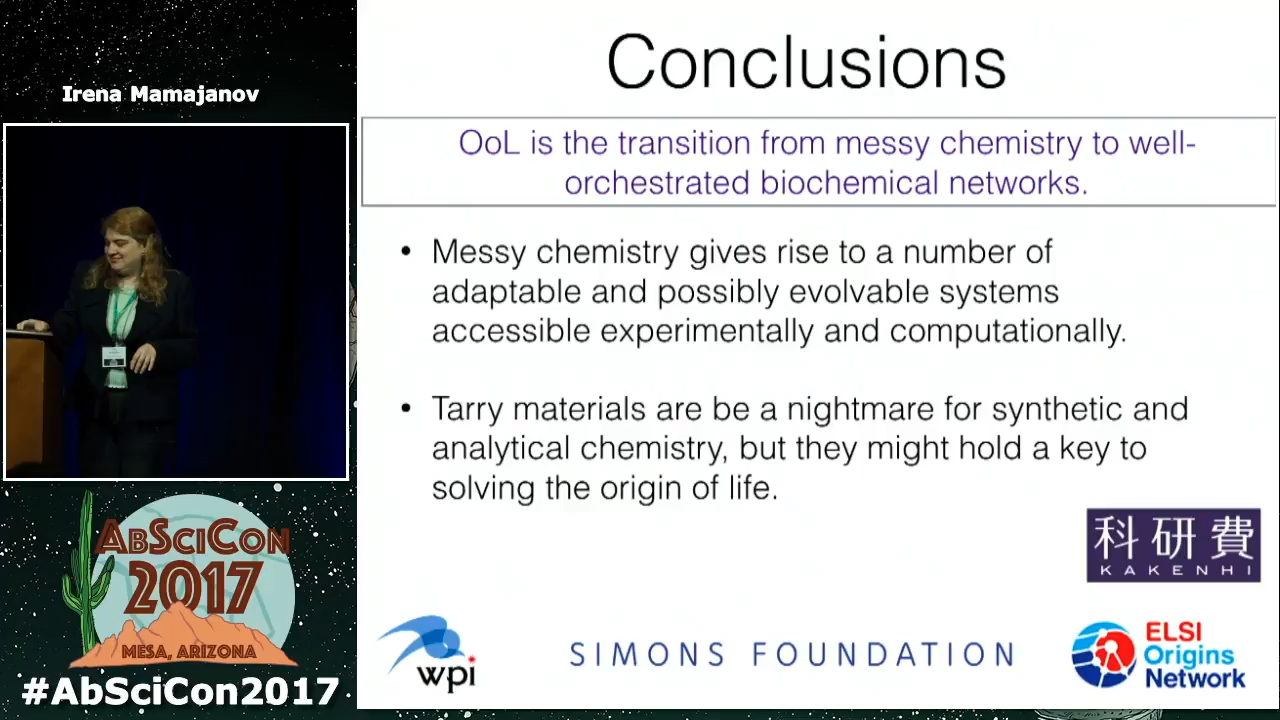 Irena Mamajanov
ABSCICON
2017
MESA, ARIZONA
#AbSciCon2017
Conclusions
OoL is the transition from messy chemistry to well-
orchestrated biochemical networks.
• Messy chemistry gives rise to a number of
adaptable and possibly evolvable systems
accessible experimentally and computationally.
• Tarry materials are be a nightmare for synthetic and
analytical chemistry, but they might hold a key to
solving the origin of life.
科研費
KAKENHI
wpi
SIMONS FOUNDATION
ELSI
Origins
Network